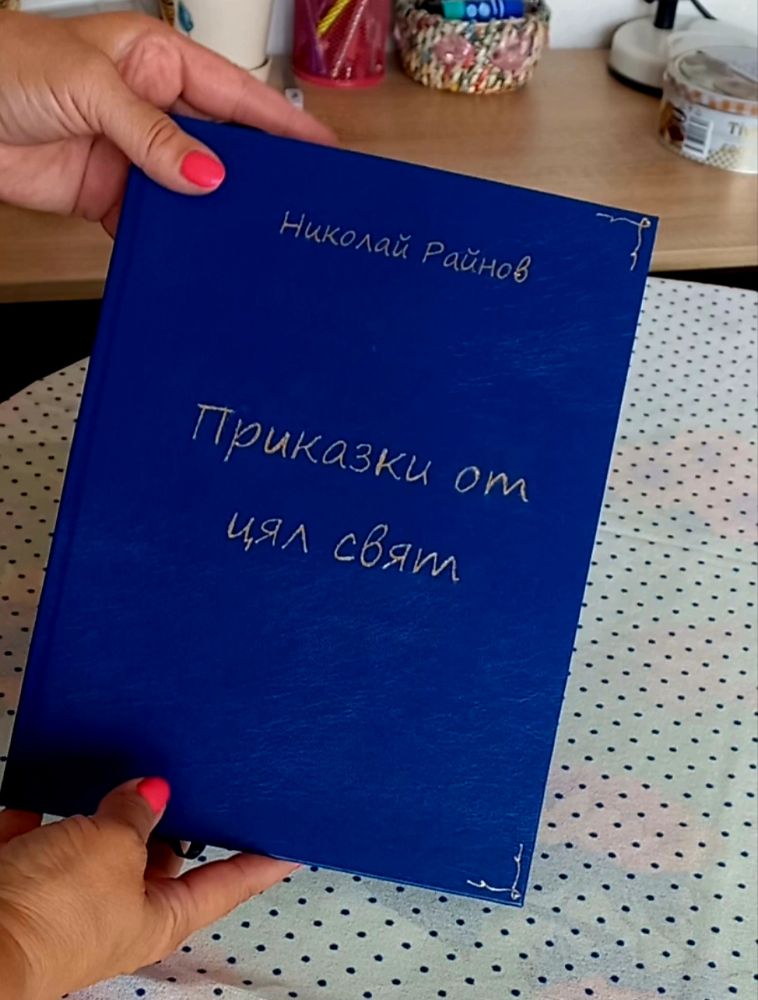 Николай Райнов
Приказки от
цял свят